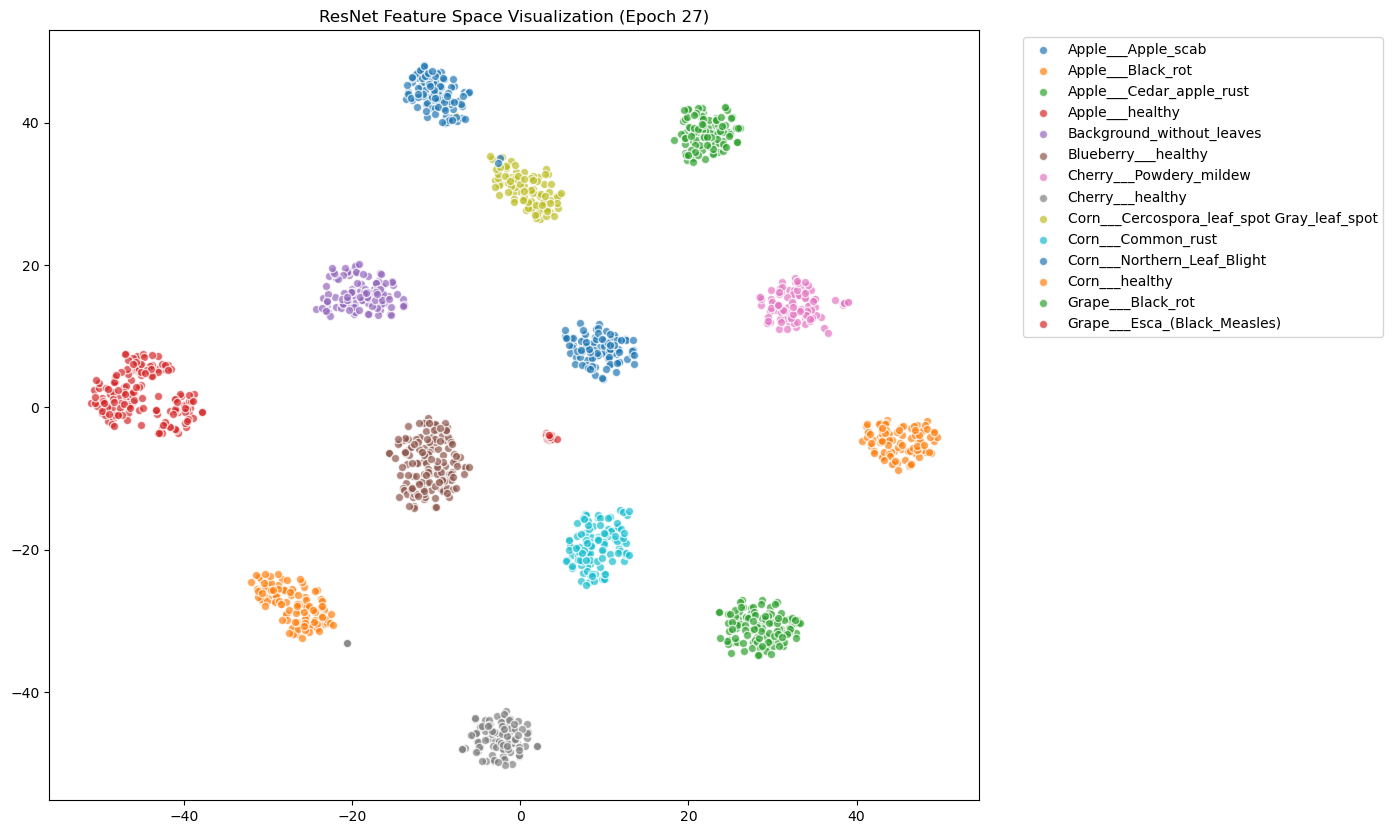 ResNet Feature Space Visualization (Epoch 27)
Apple___Apple_scab
Apple___Black_rot
Apple___Cedar_apple_rust
Apple___healthy
Background_without_leaves
Blueberry___healthy
Cherry___Powdery_mildew
Cherry___healthy
Corn___Cercospora_leaf_spot Gray_leaf_spot
Corn___Common_rust
Corn___Northern_Leaf_Blight
Corn___healthy
Grape___Black_rot
Grape___Esca_(Black_Measles)
40
20
0
−20
−40
−40 −20 0 20 40